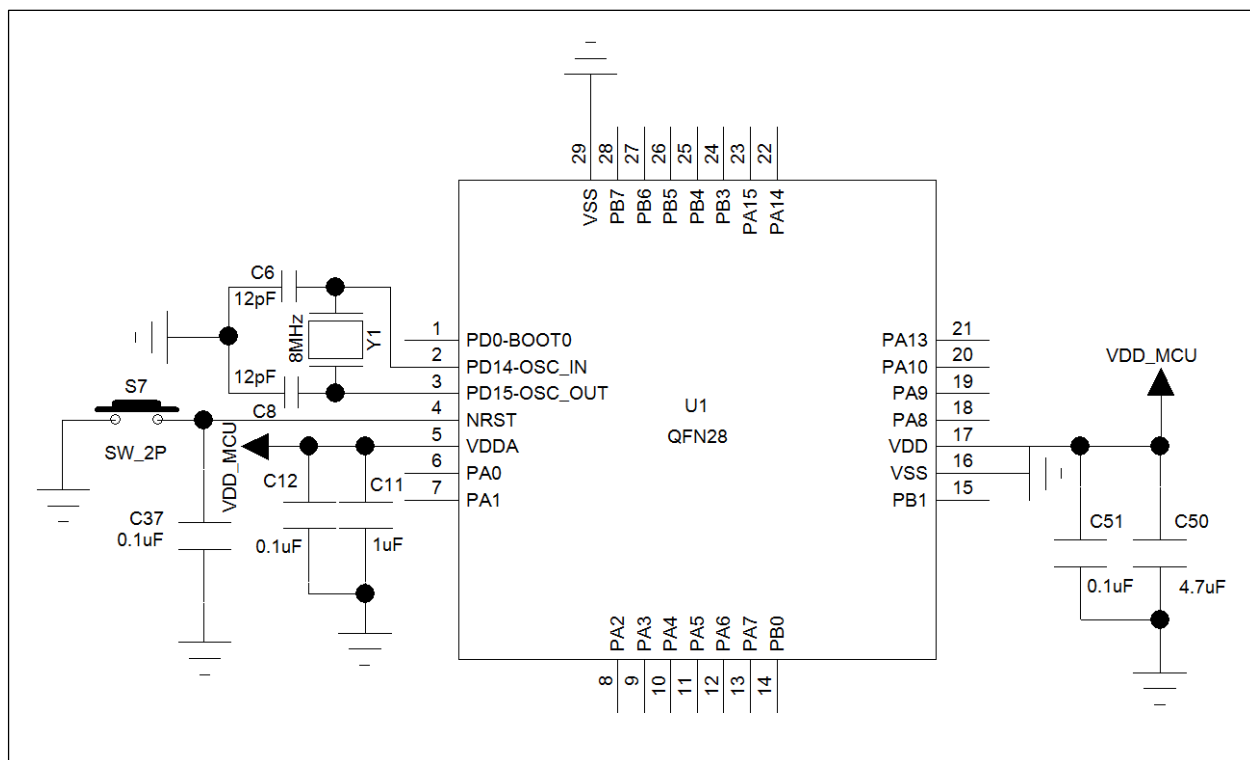 29
28
27
26
25
24
23
22
VSS
PB7
PB6
PB5
PB4
PB3
PA15
PA14
C6
12pF
8MHz
Y1
12pF
C8
S7
SW_2P
C37
0.1uF
VDD_MCU
C12
0.1uF
C11
1uF
1 PD0-BOOT0
2 PD14-OSC_IN
3 PD15-OSC_OUT
4 NRST
5 VDDA
6 PA0
7 PA1
U1
QFN28
PA13 21
PA10 20
PA9 19
PA8 18
VDD 17
VSS 16
PB1 15
VDD_MCU
C51
0.1uF
C50
4.7uF
PA2
PA3
PA4
PA5
PA6
PA7
PB0
8
9
10
11
12
13
14